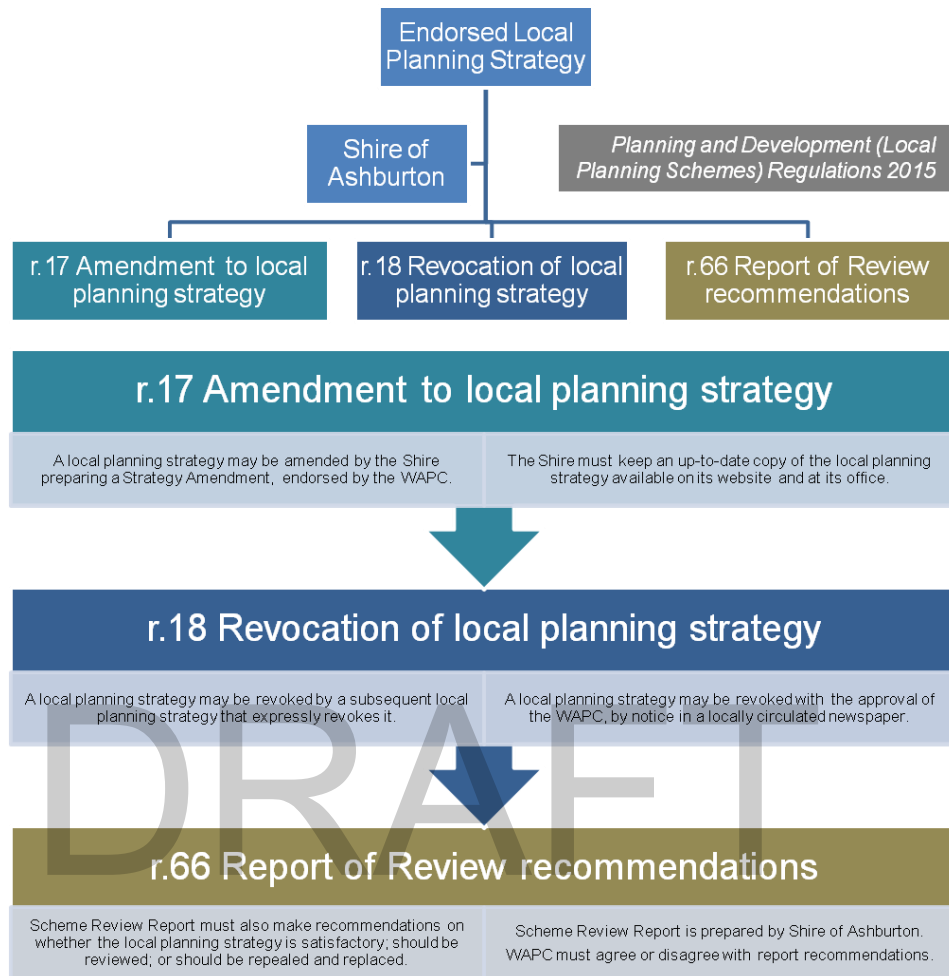 Endorsed Local
Planning Strategy
Shire of
Ashburton
Planning and Development (Local
Planning Schemes) Regulations 2015
r.17 Amendment to local
planning strategy
r.18 Revocation of local
planning strategy
r.66 Report of Review
recommendations
r.17 Amendment to local planning strategy
A local planning strategy may be amended by the Shire
preparing a Strategy Amendment, endorsed by the WAPC.
The Shire must keep an up-to-date copy of the local planning
strategy available on its website and at its office.
r.18 Revocation of local planning strategy
A local planning strategy may be revoked by a subsequent local
planning strategy that expressly revokes it.
A local planning strategy may be revoked with the approval of
the WAPC, by notice in a locally circulated newspaper.
DRAFT
r.66 Report of Review recommendations
Scheme Review Report must also make recommendations on
whether the local planning strategy is satisfactory; should be
reviewed; or should be repealed and replaced.
Scheme Review Report is prepared by Shire of Ashburton.
WAPC must agree or disagree with report recommendations.